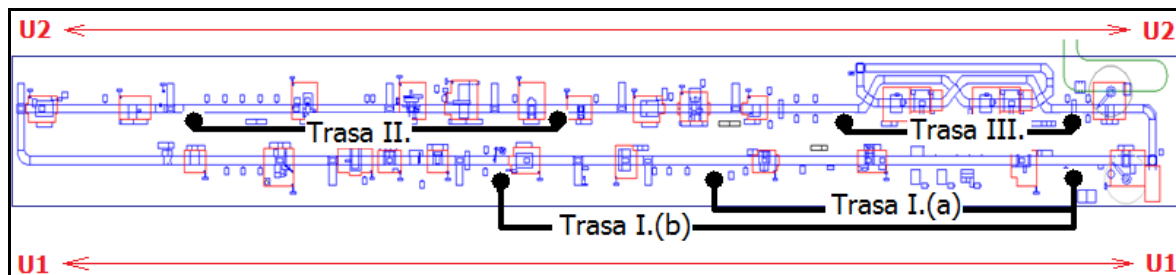 U2 U2
Trasa II.
Trasa III.
Trasa I.(a)
Trasa I.(b)
U1 U1